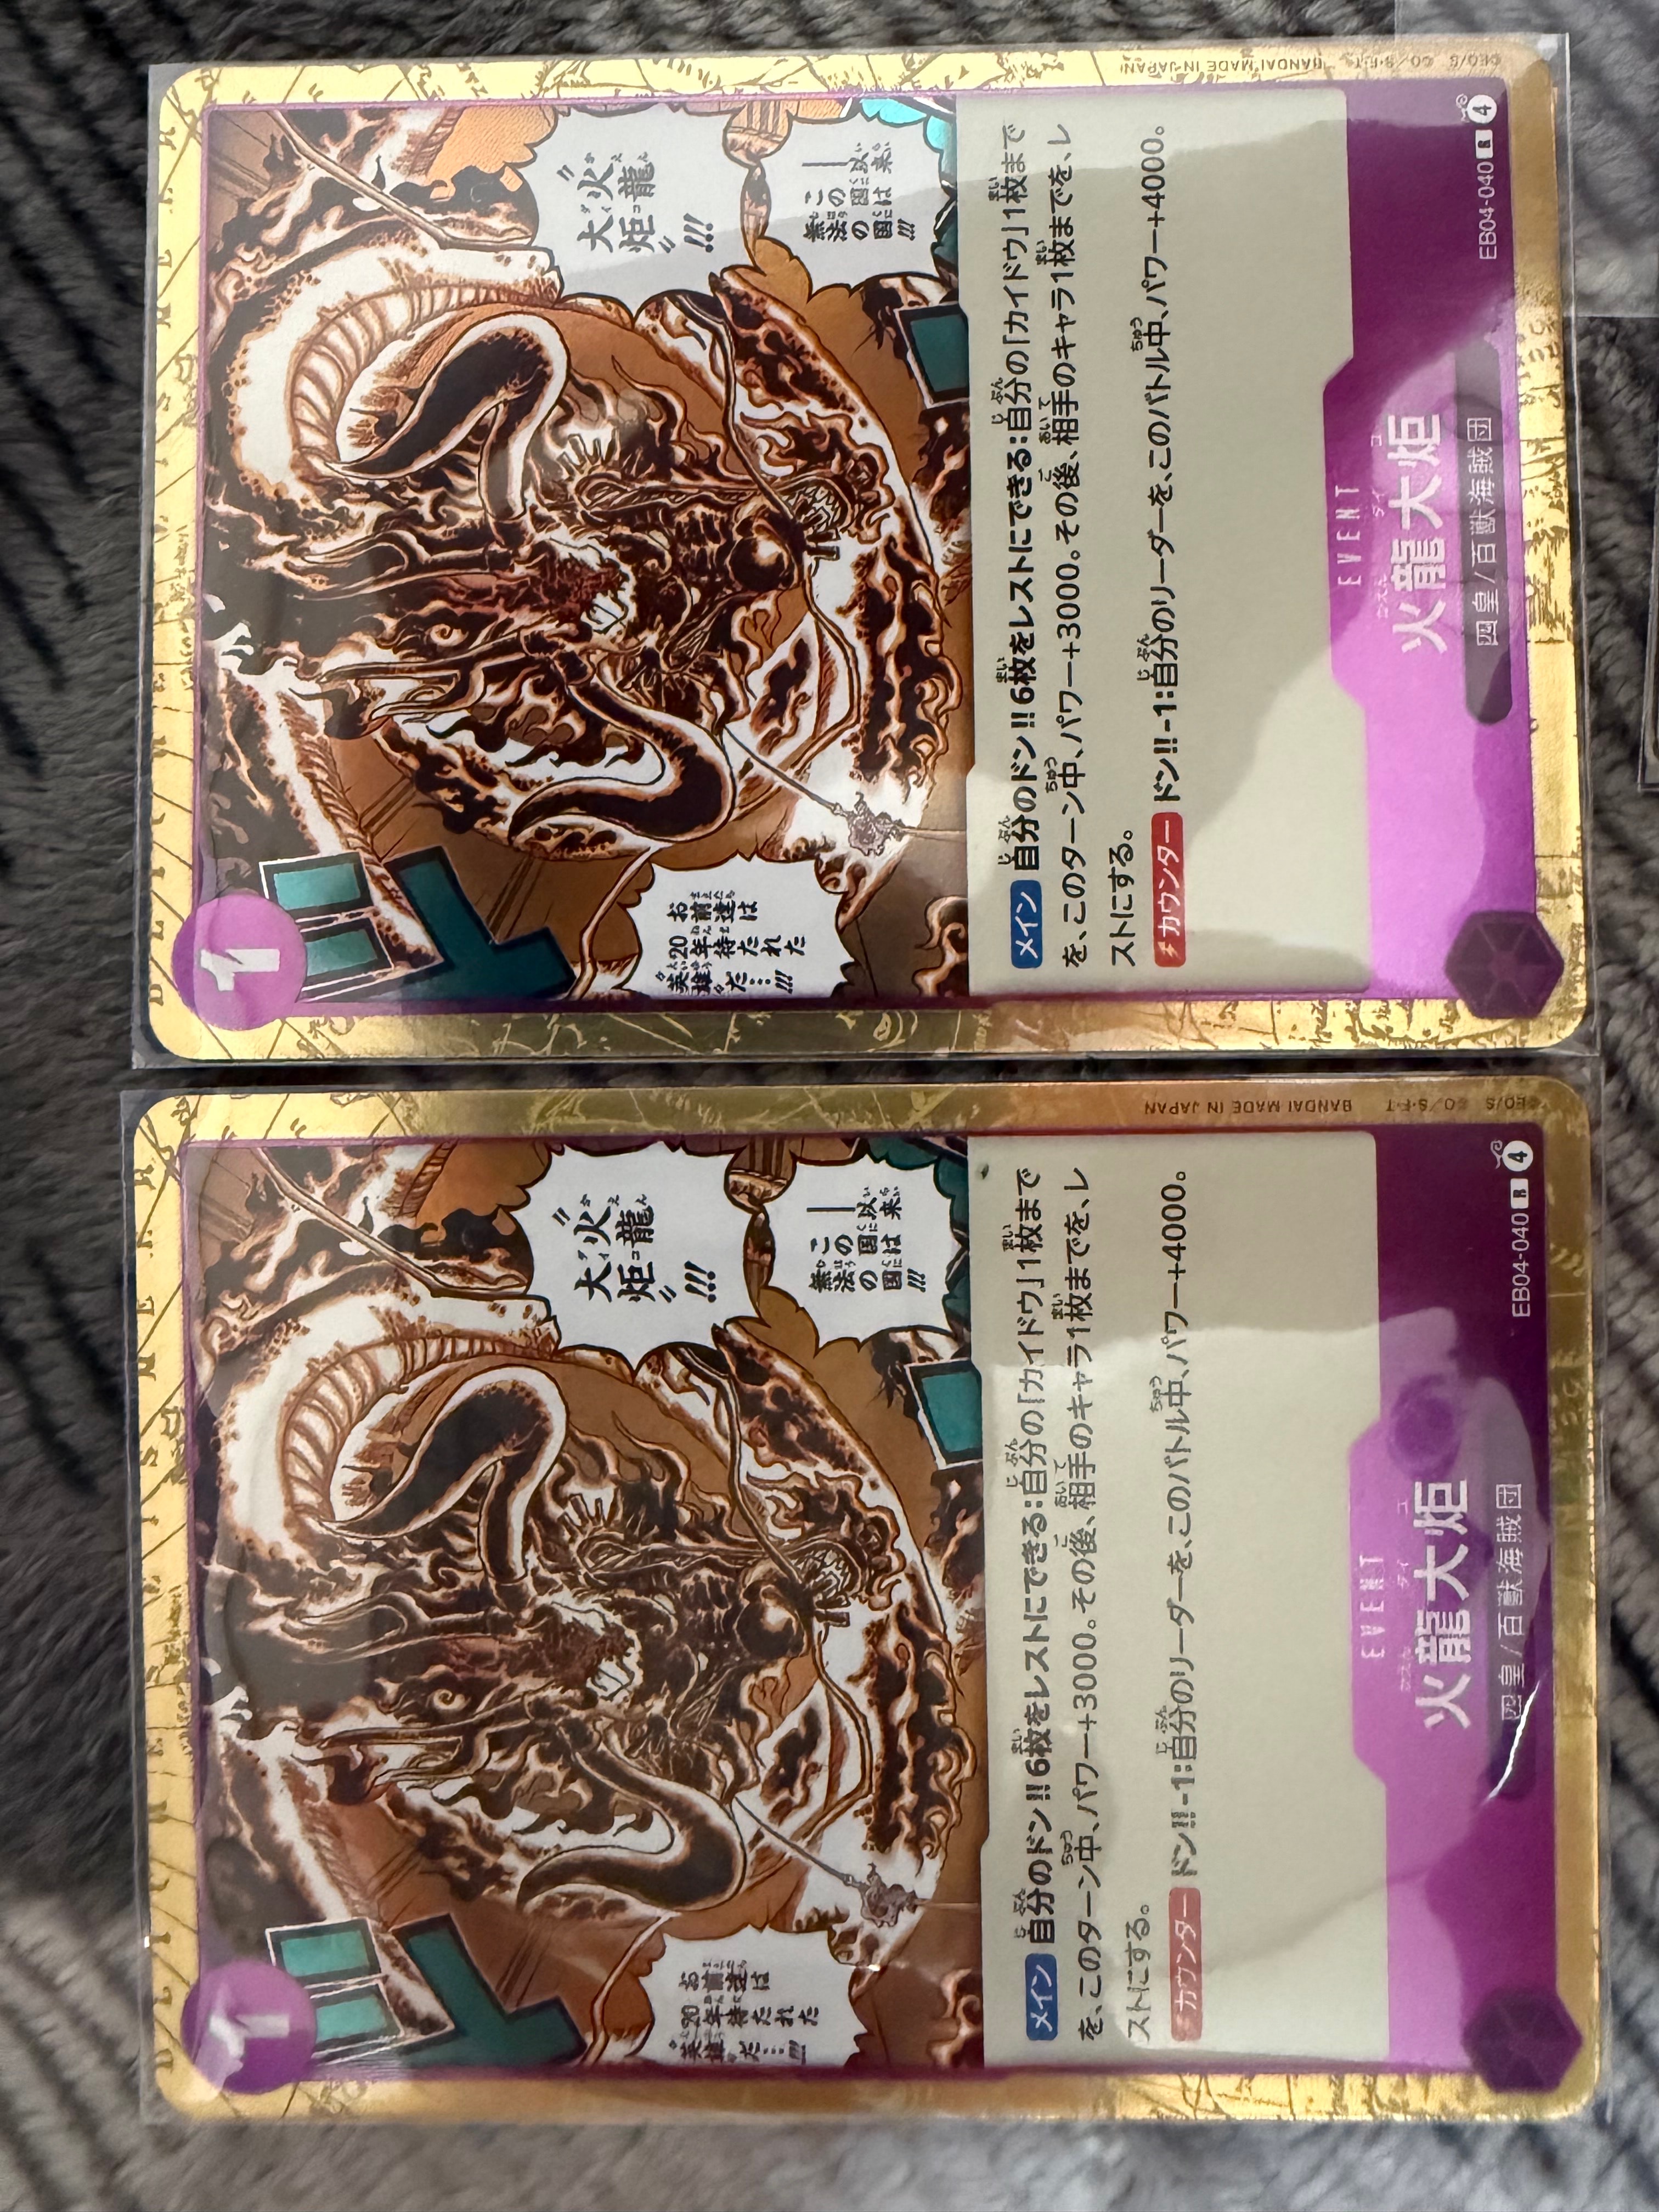 1
お前達は
20年待たれた
"英雄"だ…!!!
"火龍
大炬"
!!!
——以来
この国は
無法の国!!!
メイン 自分のドン!!6枚をレストにできる:自分の「カイドウ」1枚まで
を、このターン中、パワー+3000。その後、相手のキャラ1枚までを、レ
ストにする。
カウンター ドン!!-1:自分のリーダーを、このバトル中、パワー+4000。
EVENT
火龍大炬
四皇/百獣海賊団
EB04-040 R 4
©EO/S ©O/S・F・T BANDAI MADE IN JAPAN
1
お前達は
20年待たれた
"英雄"だ…!!!
"火龍
大炬"
!!!
——以来
この国は
無法の国!!!
メイン 自分のドン!!6枚をレストにできる:自分の「カイドウ」1枚まで
を、このターン中、パワー+3000。その後、相手のキャラ1枚までを、レ
ストにする。
カウンター ドン!!-1:自分のリーダーを、このバトル中、パワー+4000。
EVENT
火龍大炬
四皇/百獣海賊団
EB04-040 R 4
©EO/S ©O/S・F・T BANDAI MADE IN JAPAN